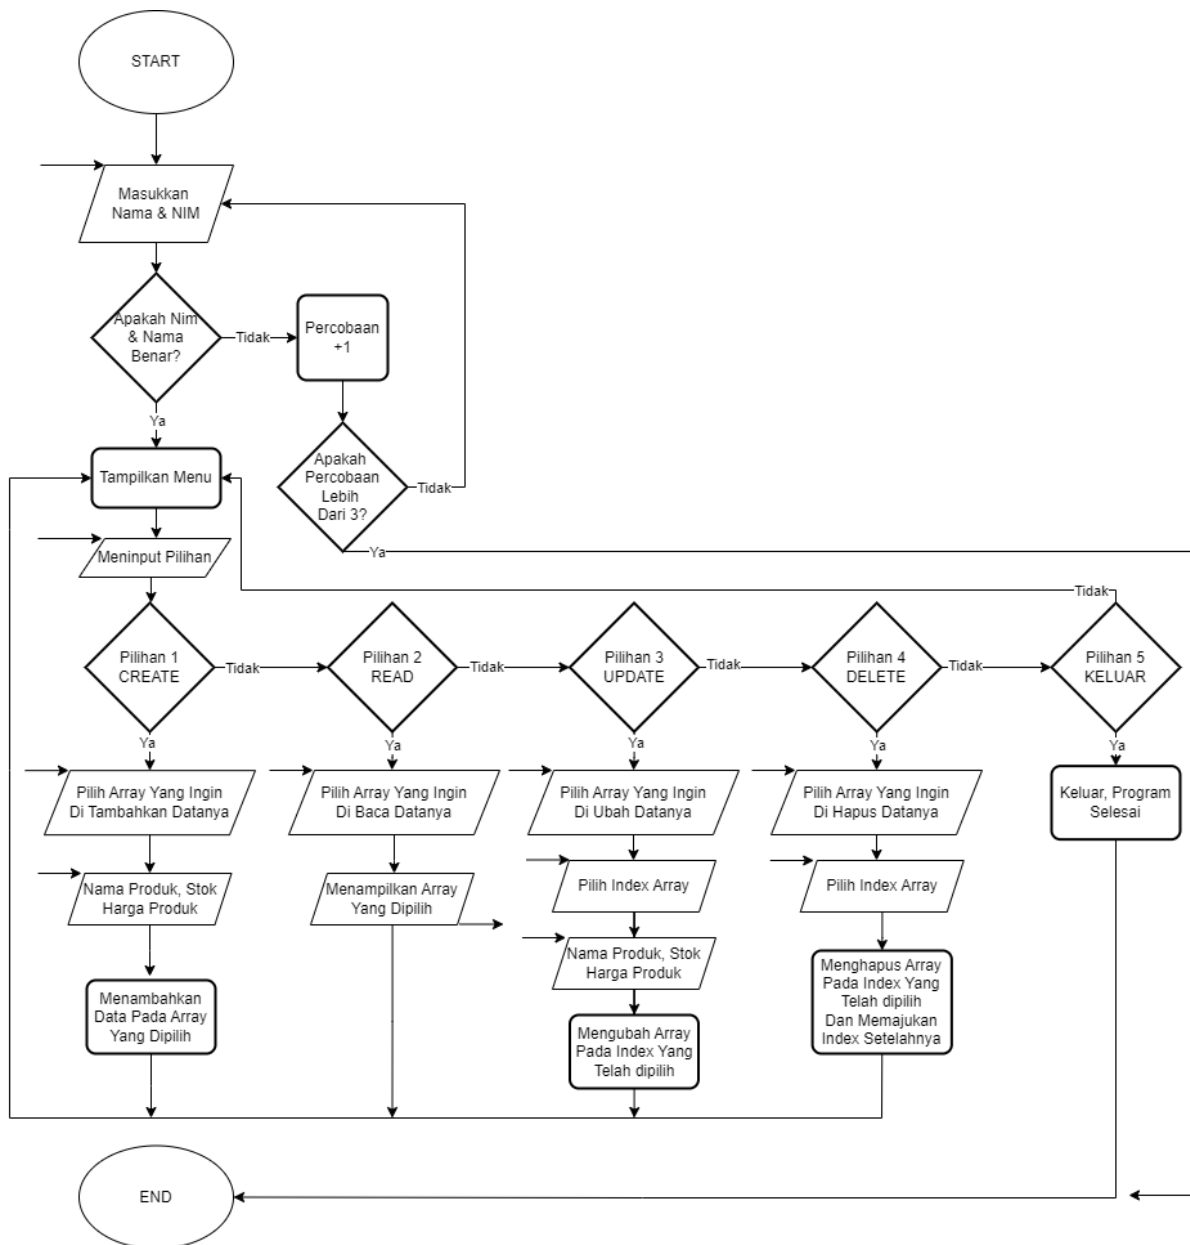 START
Masukkan
Nama & NIM
Apakah Nim
& Nama
Benar?
Tidak
Percobaan
+1
Ya
Tampilkan Menu
Apakah
Percobaan
Lebih
Dari 3?
Tidak
Ya
Meninput Pilihan
Tidak
Pilihan 1
CREATE
Tidak
Pilihan 2
READ
Tidak
Pilihan 3
UPDATE
Tidak
Pilihan 4
DELETE
Tidak
Pilihan 5
KELUAR
Ya
Ya
Ya
Ya
Ya
Pilih Array Yang Ingin
Di Tambahkan Datanya
Pilih Array Yang Ingin
Di Baca Datanya
Pilih Array Yang Ingin
Di Ubah Datanya
Pilih Array Yang Ingin
Di Hapus Datanya
Keluar, Program
Selesai
Nama Produk, Stok
Harga Produk
Menampilkan Array
Yang Dipilih
Pilih Index Array
Pilih Index Array
Nama Produk, Stok
Harga Produk
Menambahkan
Data Pada Array
Yang Dipilih
Mengubah Array
Pada Index Yang
Telah dipilih
Menghapus Array
Pada Index Yang
Telah dipilih
Dan Memajukan
Index Setelahnya
END